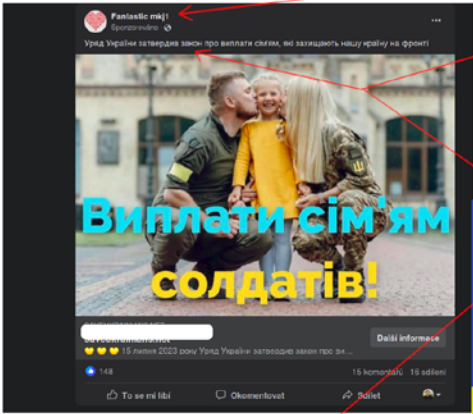 Fantastic mkj1
Sponzorováno
Уряд України затвердив закон про виплати сім'ям, які захищають нашу країну на фронті
Виплати сім'ям
солдатів!
Další informace
15 липня 2023 року Уряд України затвердив закон про ви...
148
15 komentářů 16 sdílení
To se mi líbí Okomentovat Sdílet